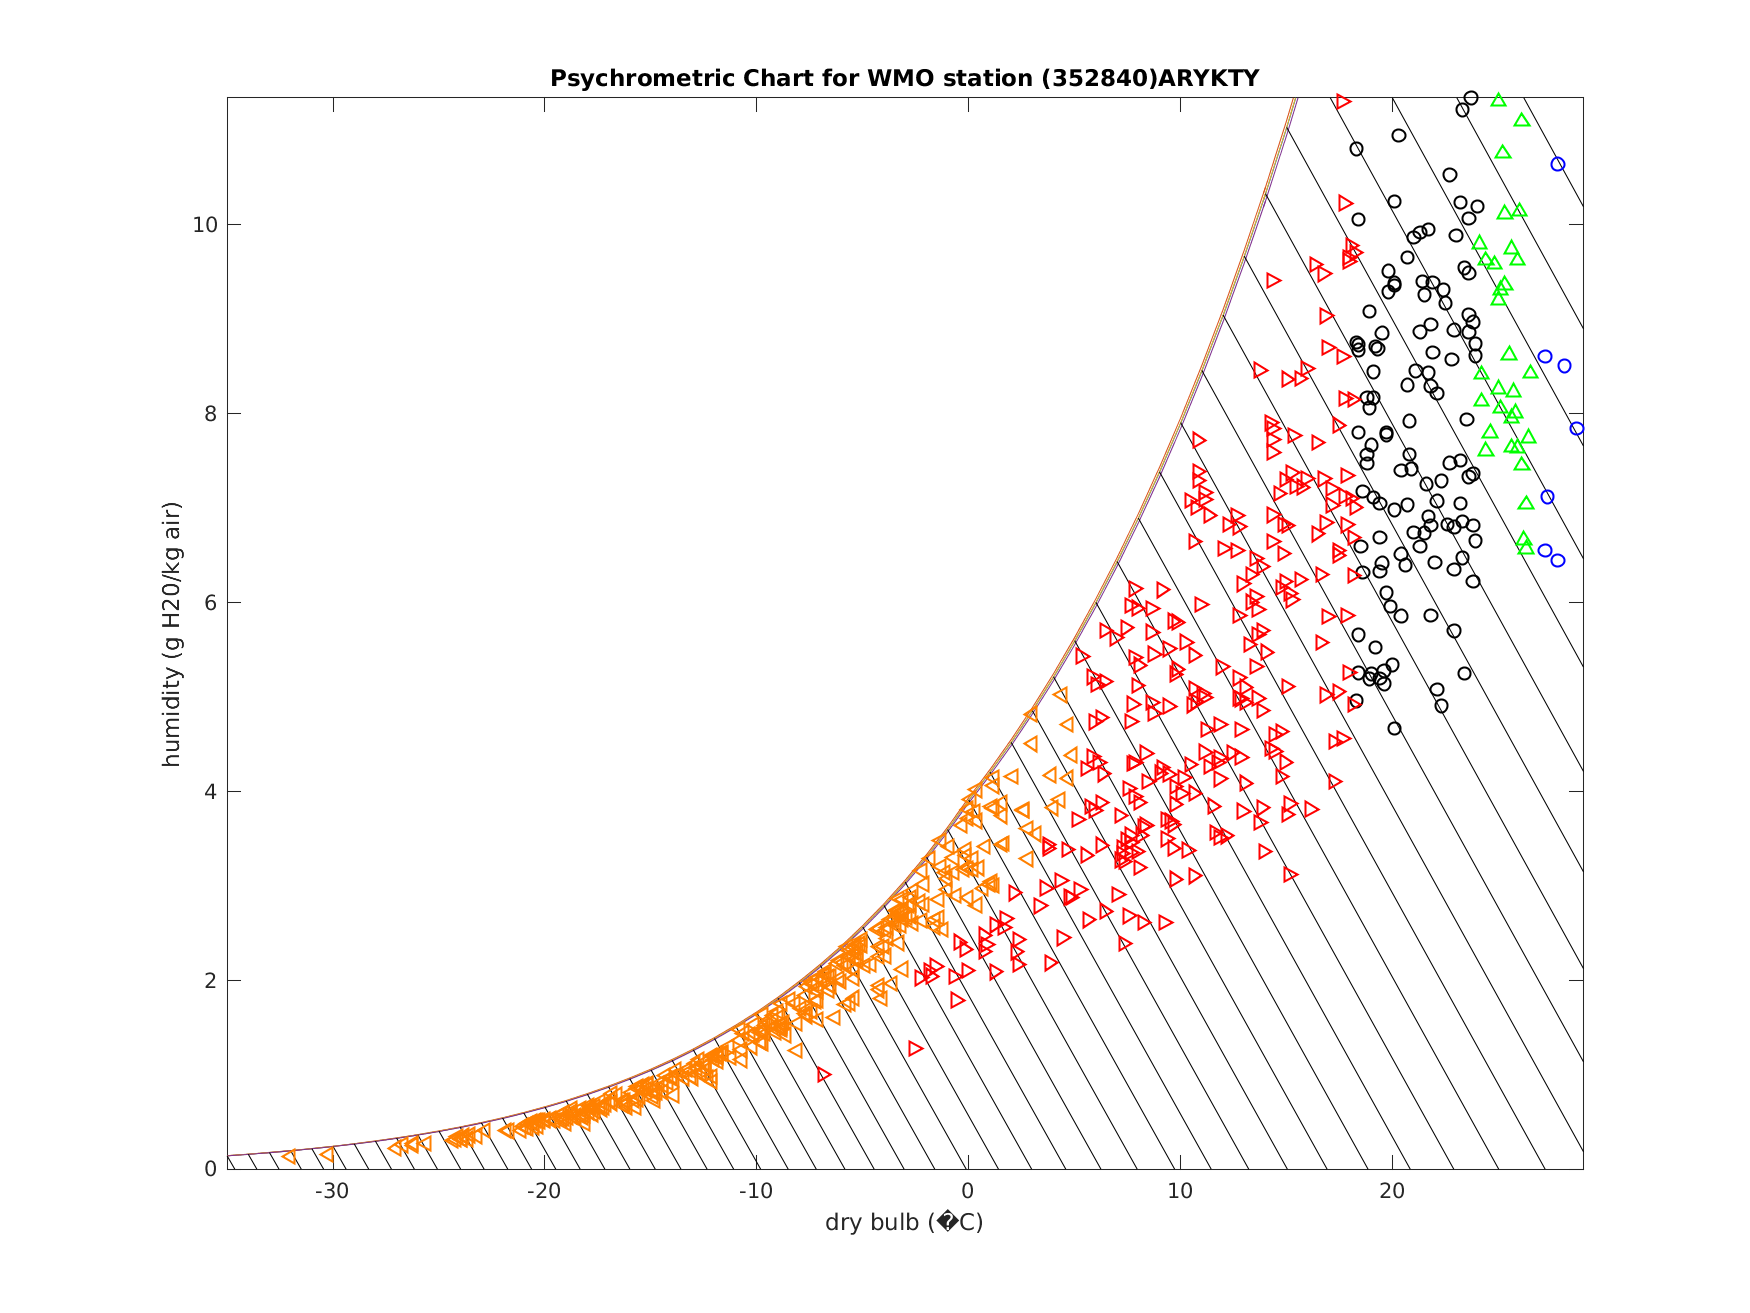 Psychrometric Chart for WMO station (352840)ARYKTY
humidity (g H20/kg air)
10
8
6
4
2
0
-30 -20 -10 0 10 20
dry bulb (�C)